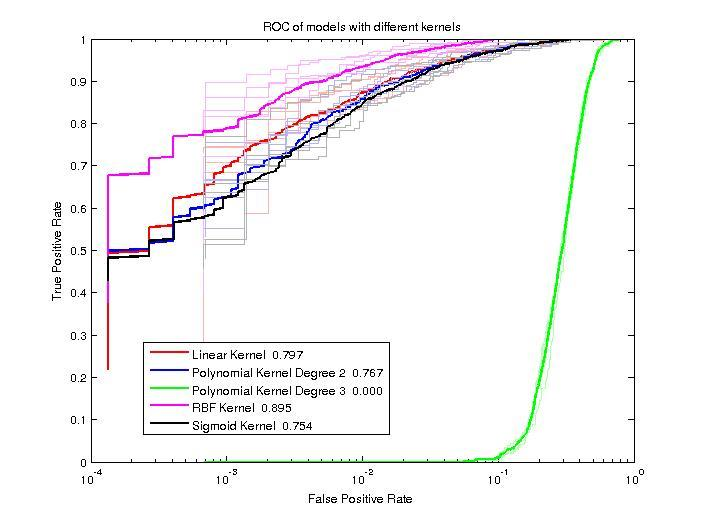 ROC of models with different kernels
1
0.9
0.8
0.7
0.6
0.5
0.4
0.3
0.2
0.1
0
True Positive Rate
Linear Kernel 0.797
Polynomial Kernel Degree 2 0.767
Polynomial Kernel Degree 3 0.000
RBF Kernel 0.895
Sigmoid Kernel 0.754
10^-4 10^-3 10^-2 10^-1 10^0
False Positive Rate